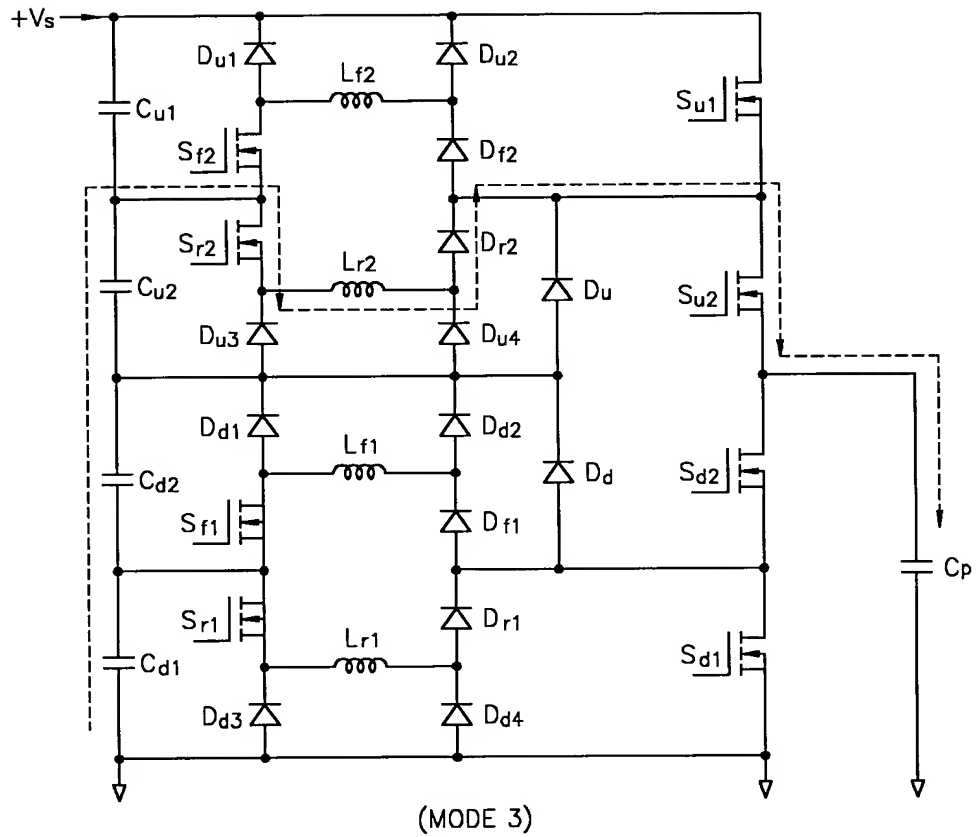 +Vs
Du1
Lf2
Du2
Su1
Cu1
Sf2
Df2
Sr2
Dr2
Lr2
Cu2
Du
Su2
Du3
Du4
Dd1
Lf1
Dd2
Cd2
Dd
Sd2
Sf1
Df1
Cp
Sr1
Dr1
Lr1
Sd1
Cd1
Dd3
Dd4
(MODE 3)